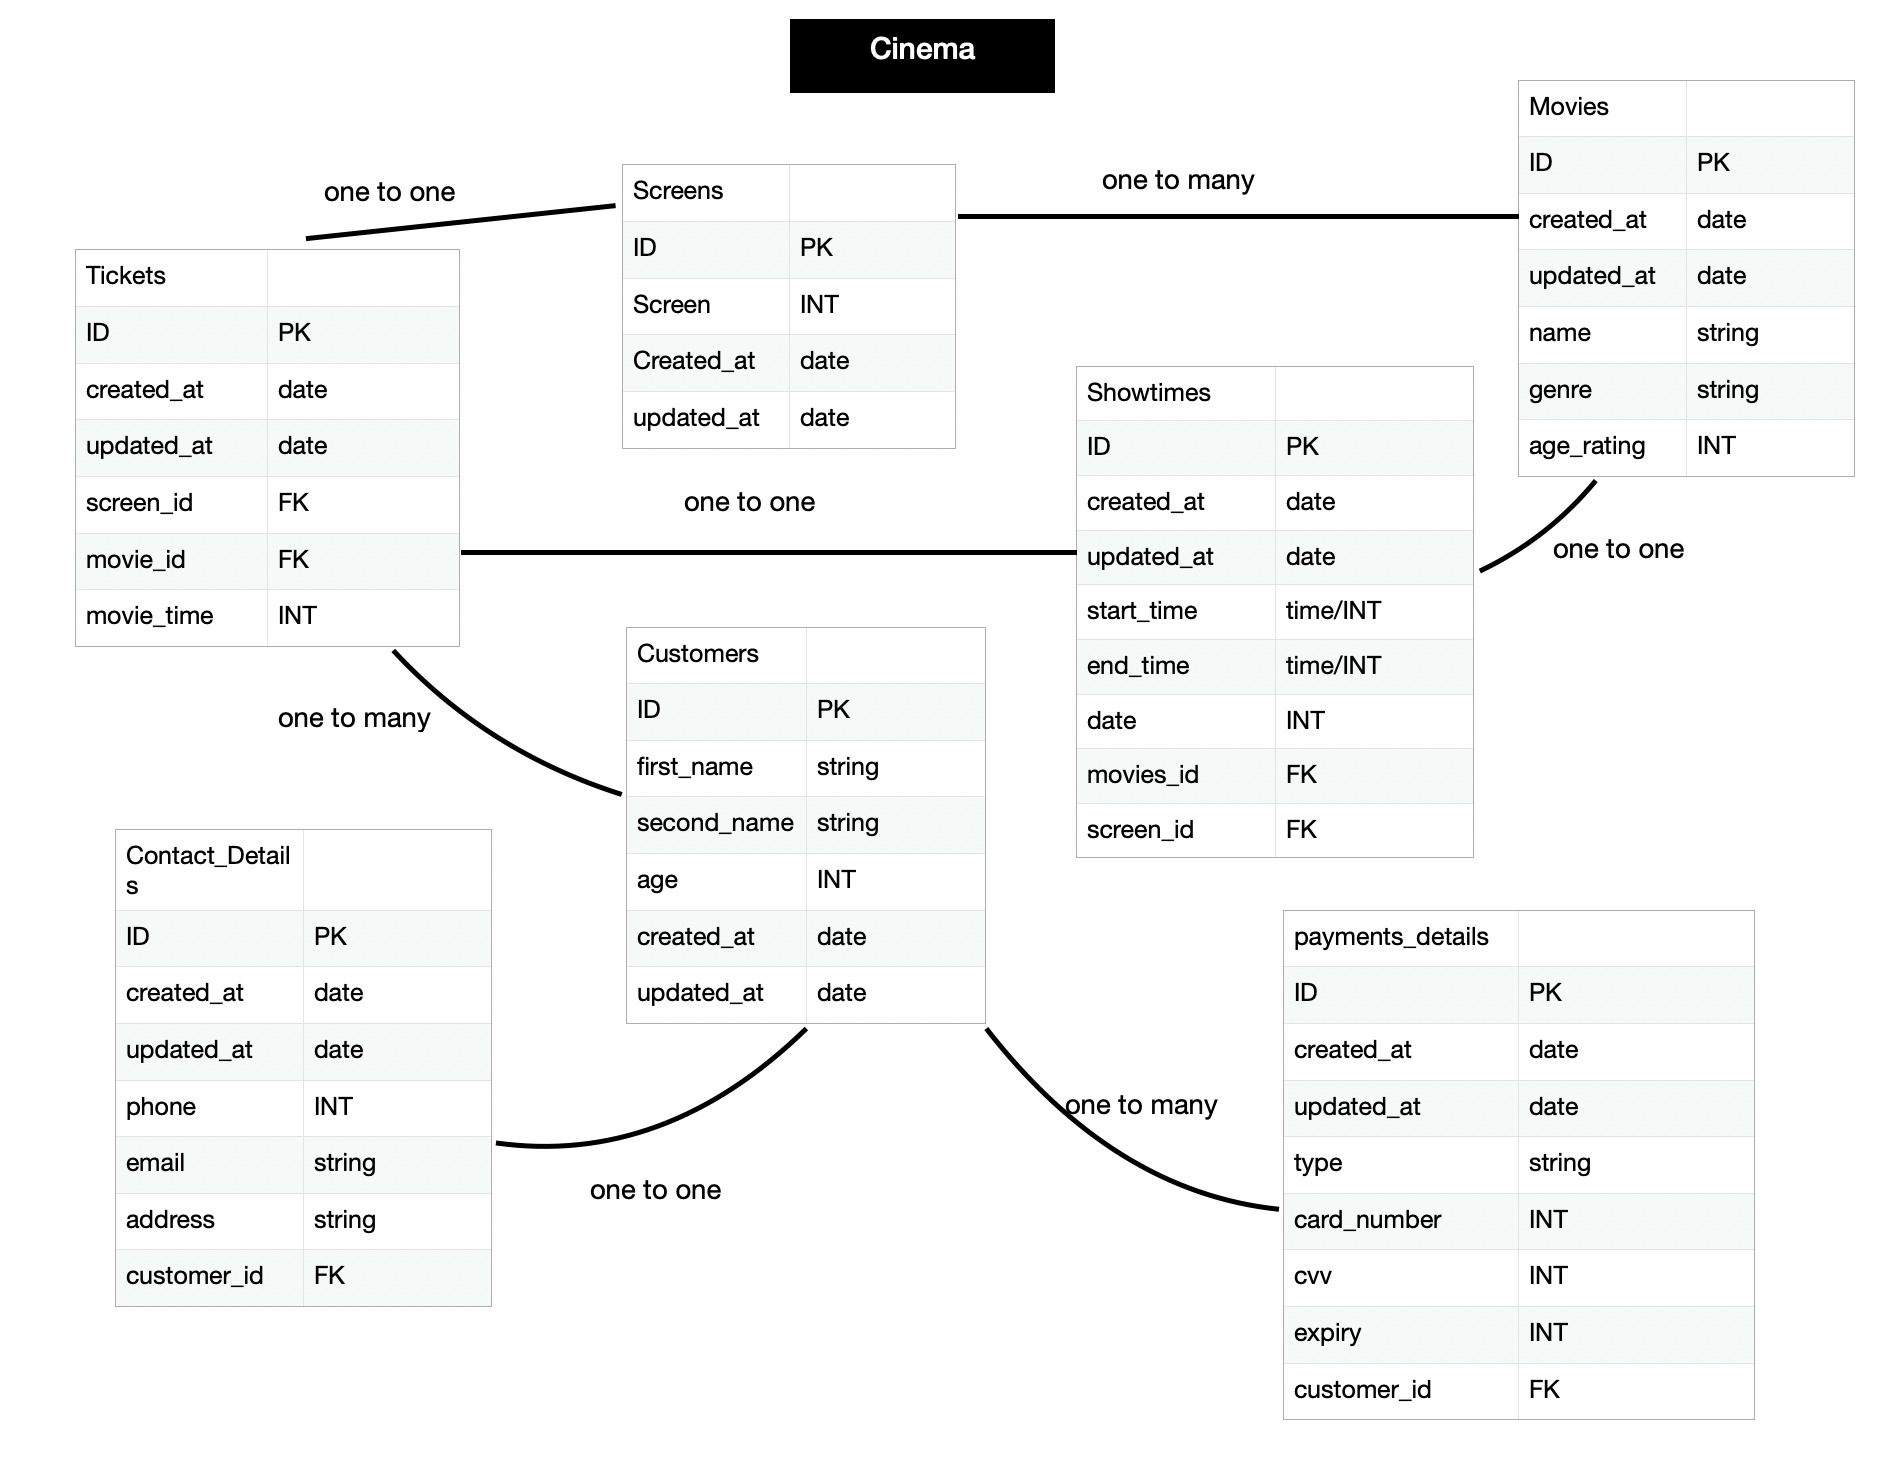 Cinema
Movies
ID PK
created_at date
updated_at date
name string
genre string
age_rating INT
one to many
one to one
Screens
ID PK
Screen INT
Created_at date
updated_at date
Tickets
ID PK
created_at date
updated_at date
screen_id FK
movie_id FK
movie_time INT
one to one
Showtimes
ID PK
created_at date
updated_at date
start_time time/INT
end_time time/INT
date INT
movies_id FK
screen_id FK
one to one
one to many
Customers
ID PK
first_name string
second_name string
age INT
created_at date
updated_at date
Contact_Detail
s
ID PK
created_at date
updated_at date
phone INT
email string
address string
customer_id FK
one to one
one to many
payments_details
ID PK
created_at date
updated_at date
type string
card_number INT
cvv INT
expiry INT
customer_id FK